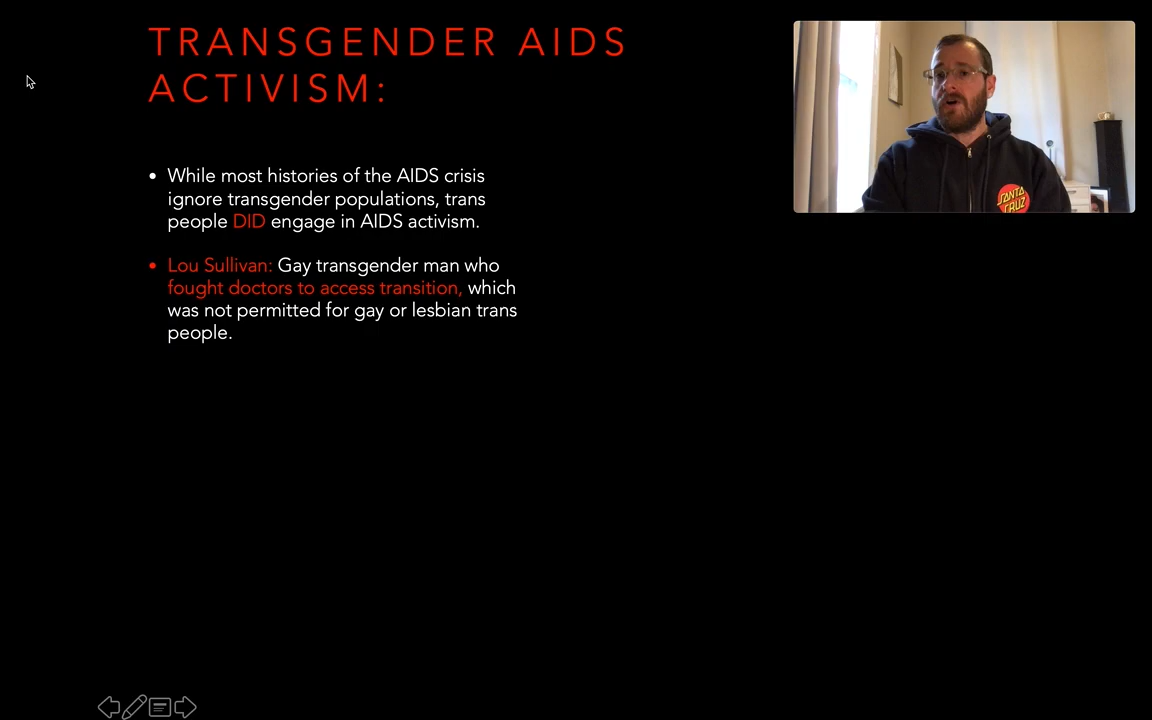 TRANSGENDER AIDS
ACTIVISM:
• While most histories of the AIDS crisis
ignore transgender populations, trans
people DID engage in AIDS activism.
• Lou Sullivan: Gay transgender man who
fought doctors to access transition, which
was not permitted for gay or lesbian trans
people.
SANTA
CRUZ